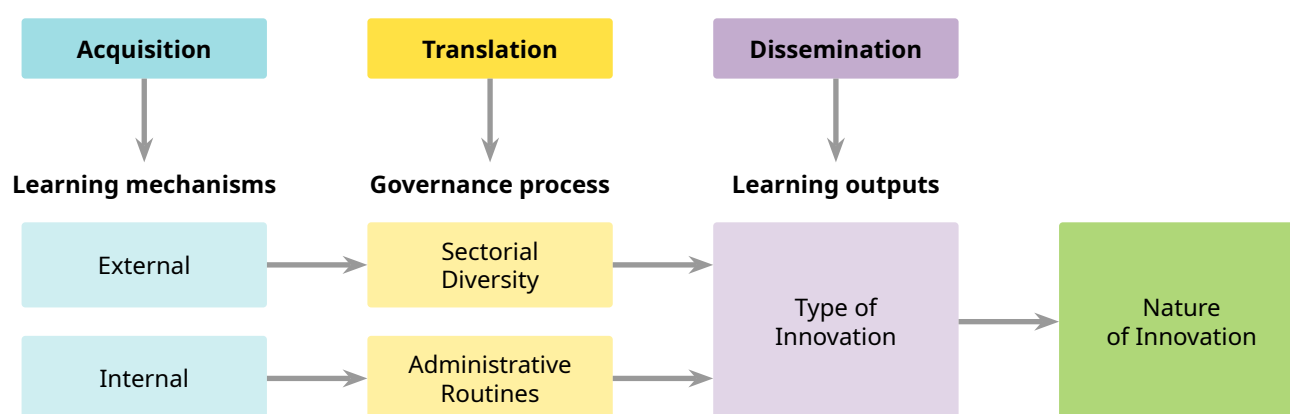 Acquisition
Translation
Dissemination
Learning mechanisms
Governance process
Learning outputs
External
Sectorial
Diversity
Type of
Innovation
Nature
of Innovation
Internal
Administrative
Routines